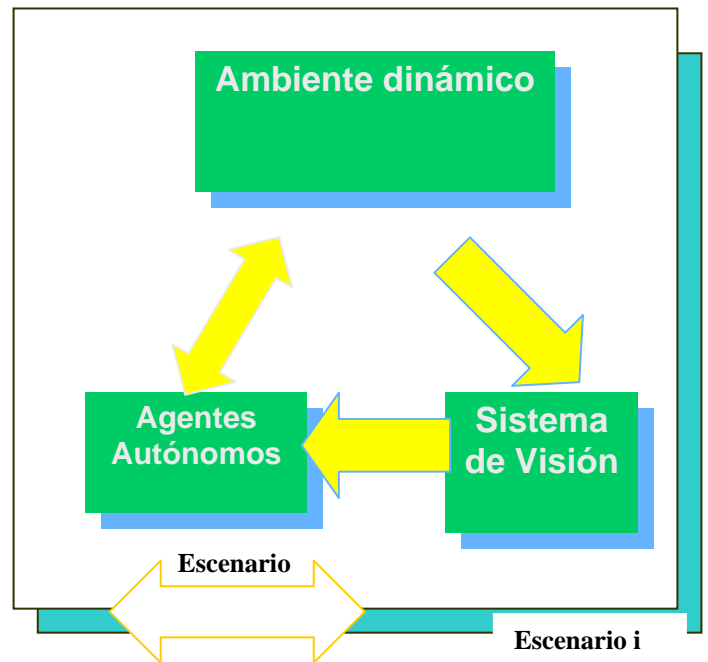 Ambiente dinámico
Agentes
Autónomos
Sistema
de Visión
Escenario
Escenario i